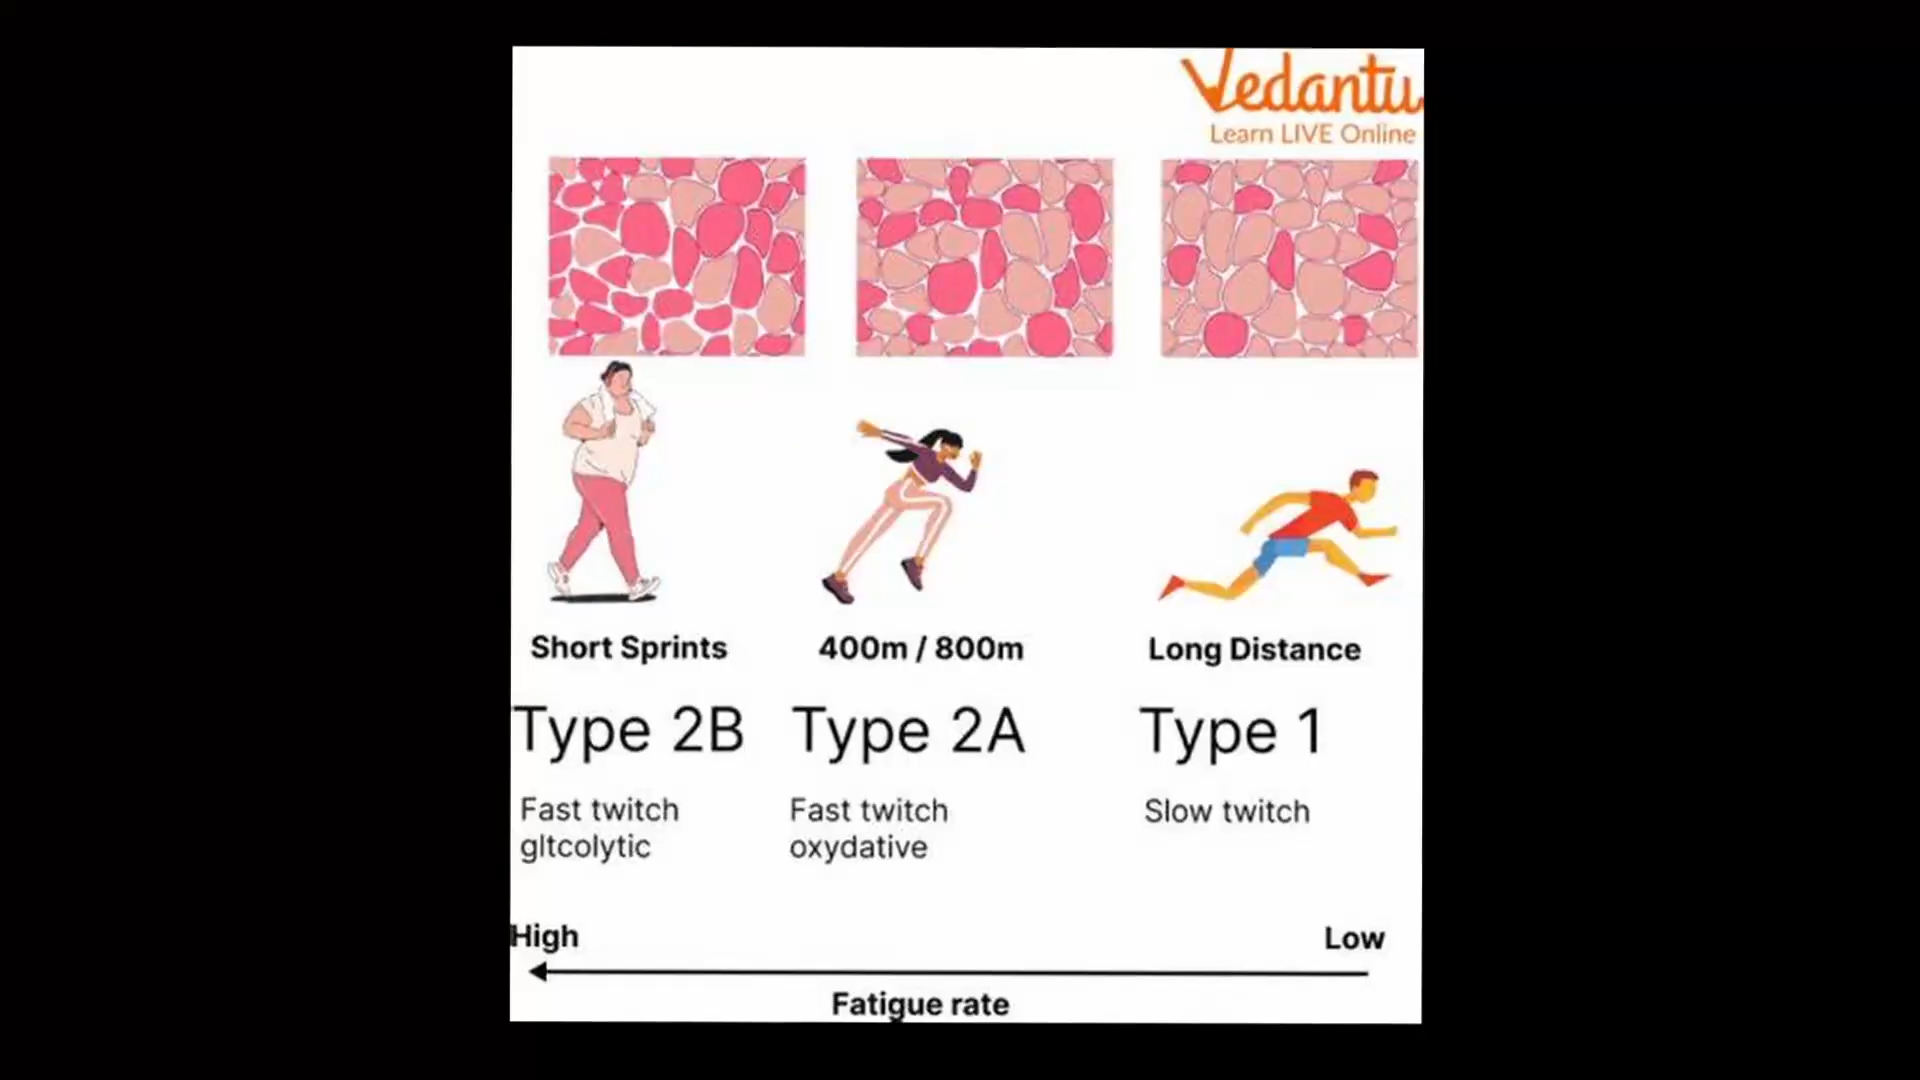 Vedantu
Learn LIVE Online
Short Sprints
400m / 800m
Long Distance
Type 2B
Type 2A
Type 1
Fast twitch
gltcolytic
Fast twitch
oxydative
Slow twitch
High
Low
Fatigue rate